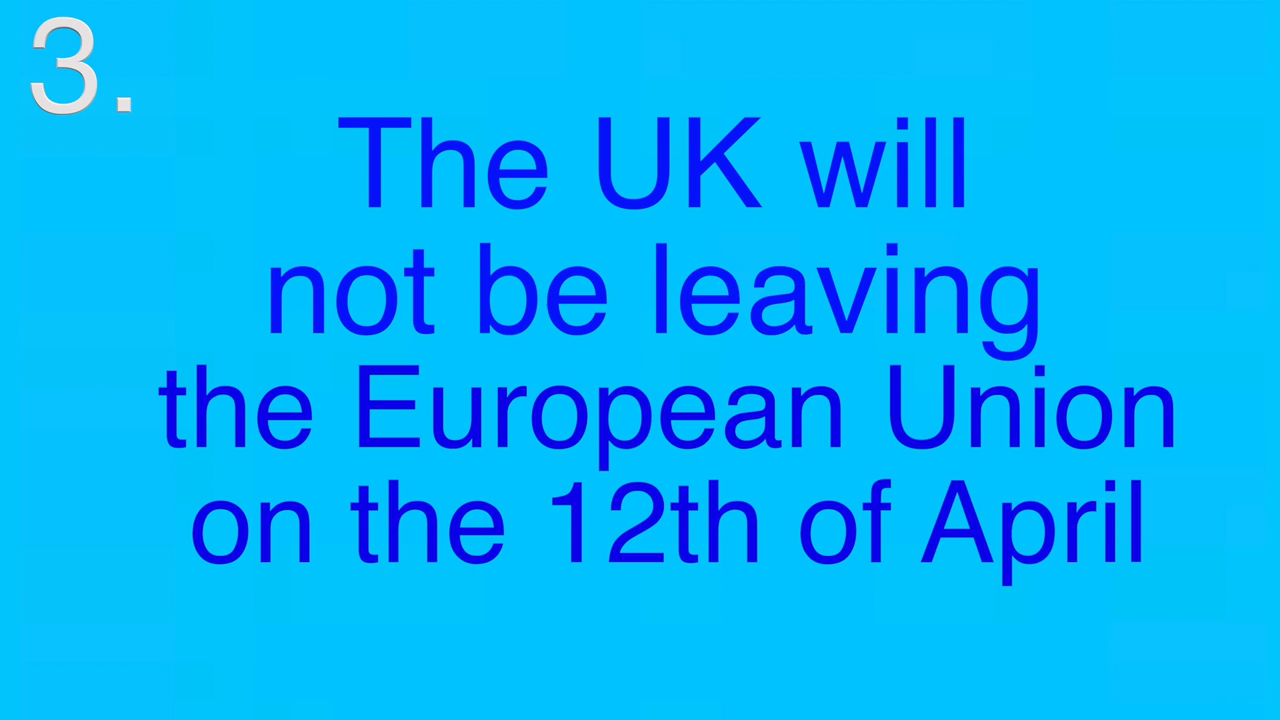 3.
The UK will
not be leaving
the European Union
on the 12th of April